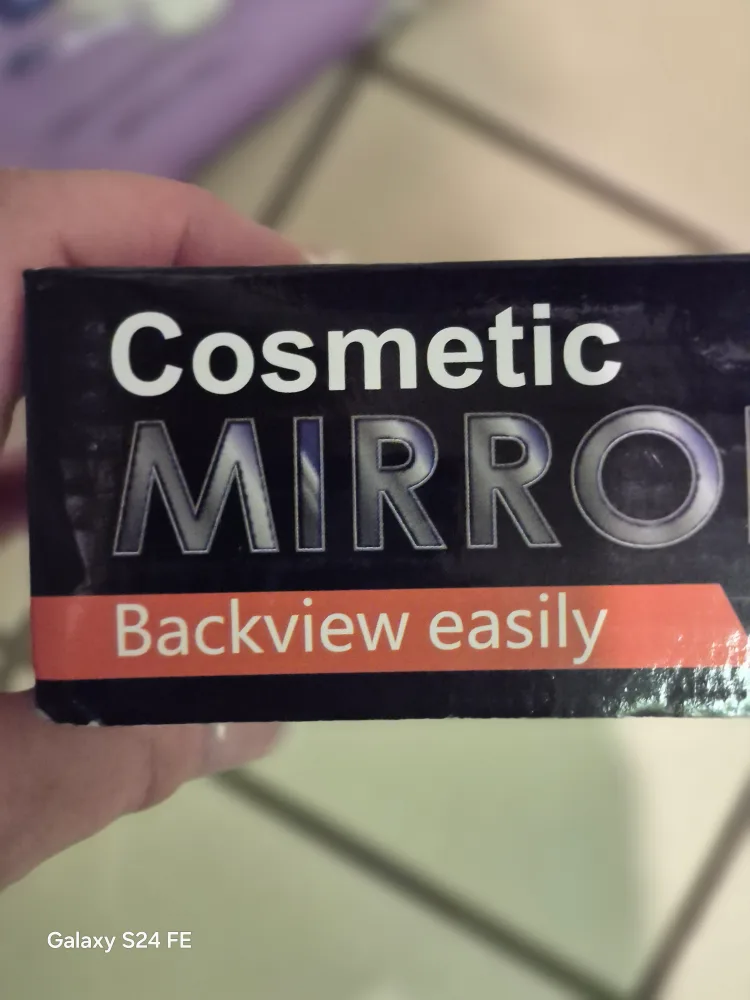 Cosmetic
MIRRO
Backview easily
Galaxy S24 FE